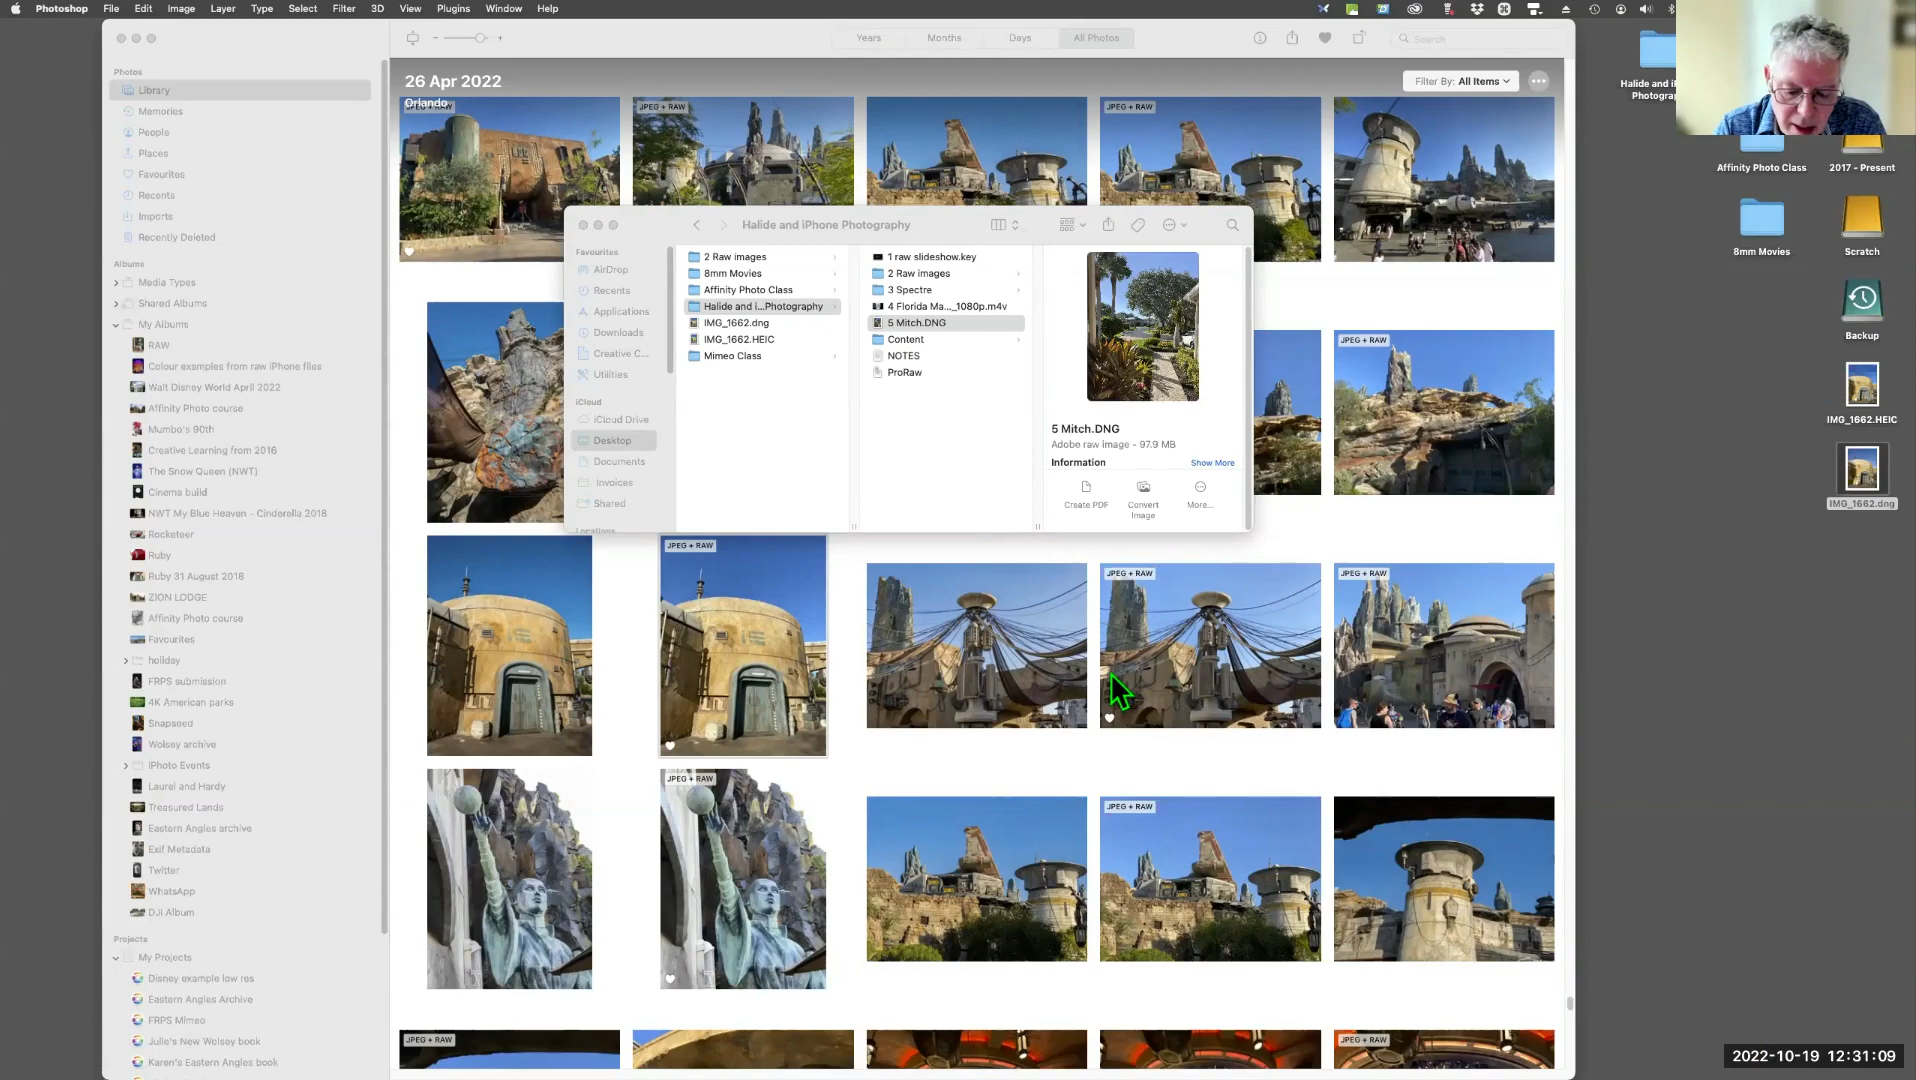 Photoshop File Edit Image Layer Type Select Filter 3D View Plugins Window Help
Years Months Days All Photos Search
26 Apr 2022
Orlando
Filter By: All Items
JPEG + RAW
JPEG + RAW
JPEG + RAW
Photos
Library
Memories
People
Places
Favourites
Recents
Imports
Recently Deleted
Albums
Media Types
Shared Albums
My Albums
RAW
Colour examples from raw iPhone files
Walt Disney World April 2022
Affinity Photo course
Mumbo's 90th
Creative Learning from 2016
The Snow Queen (NWT)
Cinema build
NWT My Blue Heaven - Cinderella 2018
Rocketeer
Ruby
Ruby 31 August 2018
ZION LODGE
Affinity Photo course
Favourites
holiday
FRPS submission
4K American parks
Snapseed
Wolsey archive
iPhoto Events
Laurel and Hardy
Treasured Lands
Eastern Angles archive
Exif Metadata
Twitter
WhatsApp
DJI Album
Projects
My Projects
Disney example low res
Eastern Angles Archive
FRPS Mimeo
Julie's New Wolsey book
Karen's Eastern Angles book
Halide and iPhone Photography
Favourites
AirDrop
Recents
Applications
Downloads
Creative C...
Utilities
iCloud
iCloud Drive
Desktop
Documents
Invoices
Shared
Locations
2 Raw images
8mm Movies
Affinity Photo Class
Halide and i...Photography
IMG_1662.dng
IMG_1662.HEIC
Mimeo Class
1 raw slideshow.key
2 Raw images
3 Spectre
4 Florida Ma..._1080p.m4v
5 Mitch.DNG
Content
NOTES
ProRaw
5 Mitch.DNG
Adobe raw image - 97.9 MB
Information Show More
Create PDF
Convert Image
More...
JPEG + RAW
JPEG + RAW
JPEG + RAW
JPEG + RAW
JPEG + RAW
JPEG + RAW
JPEG + RAW
JPEG + RAW
JPEG + RAW
JPEG + RAW
Halide and
Photogra
Affinity Photo Class
2017 - Present
8mm Movies
Scratch
Backup
IMG_1662.HEIC
IMG_1662.dng
2022-10-19 12:31:09